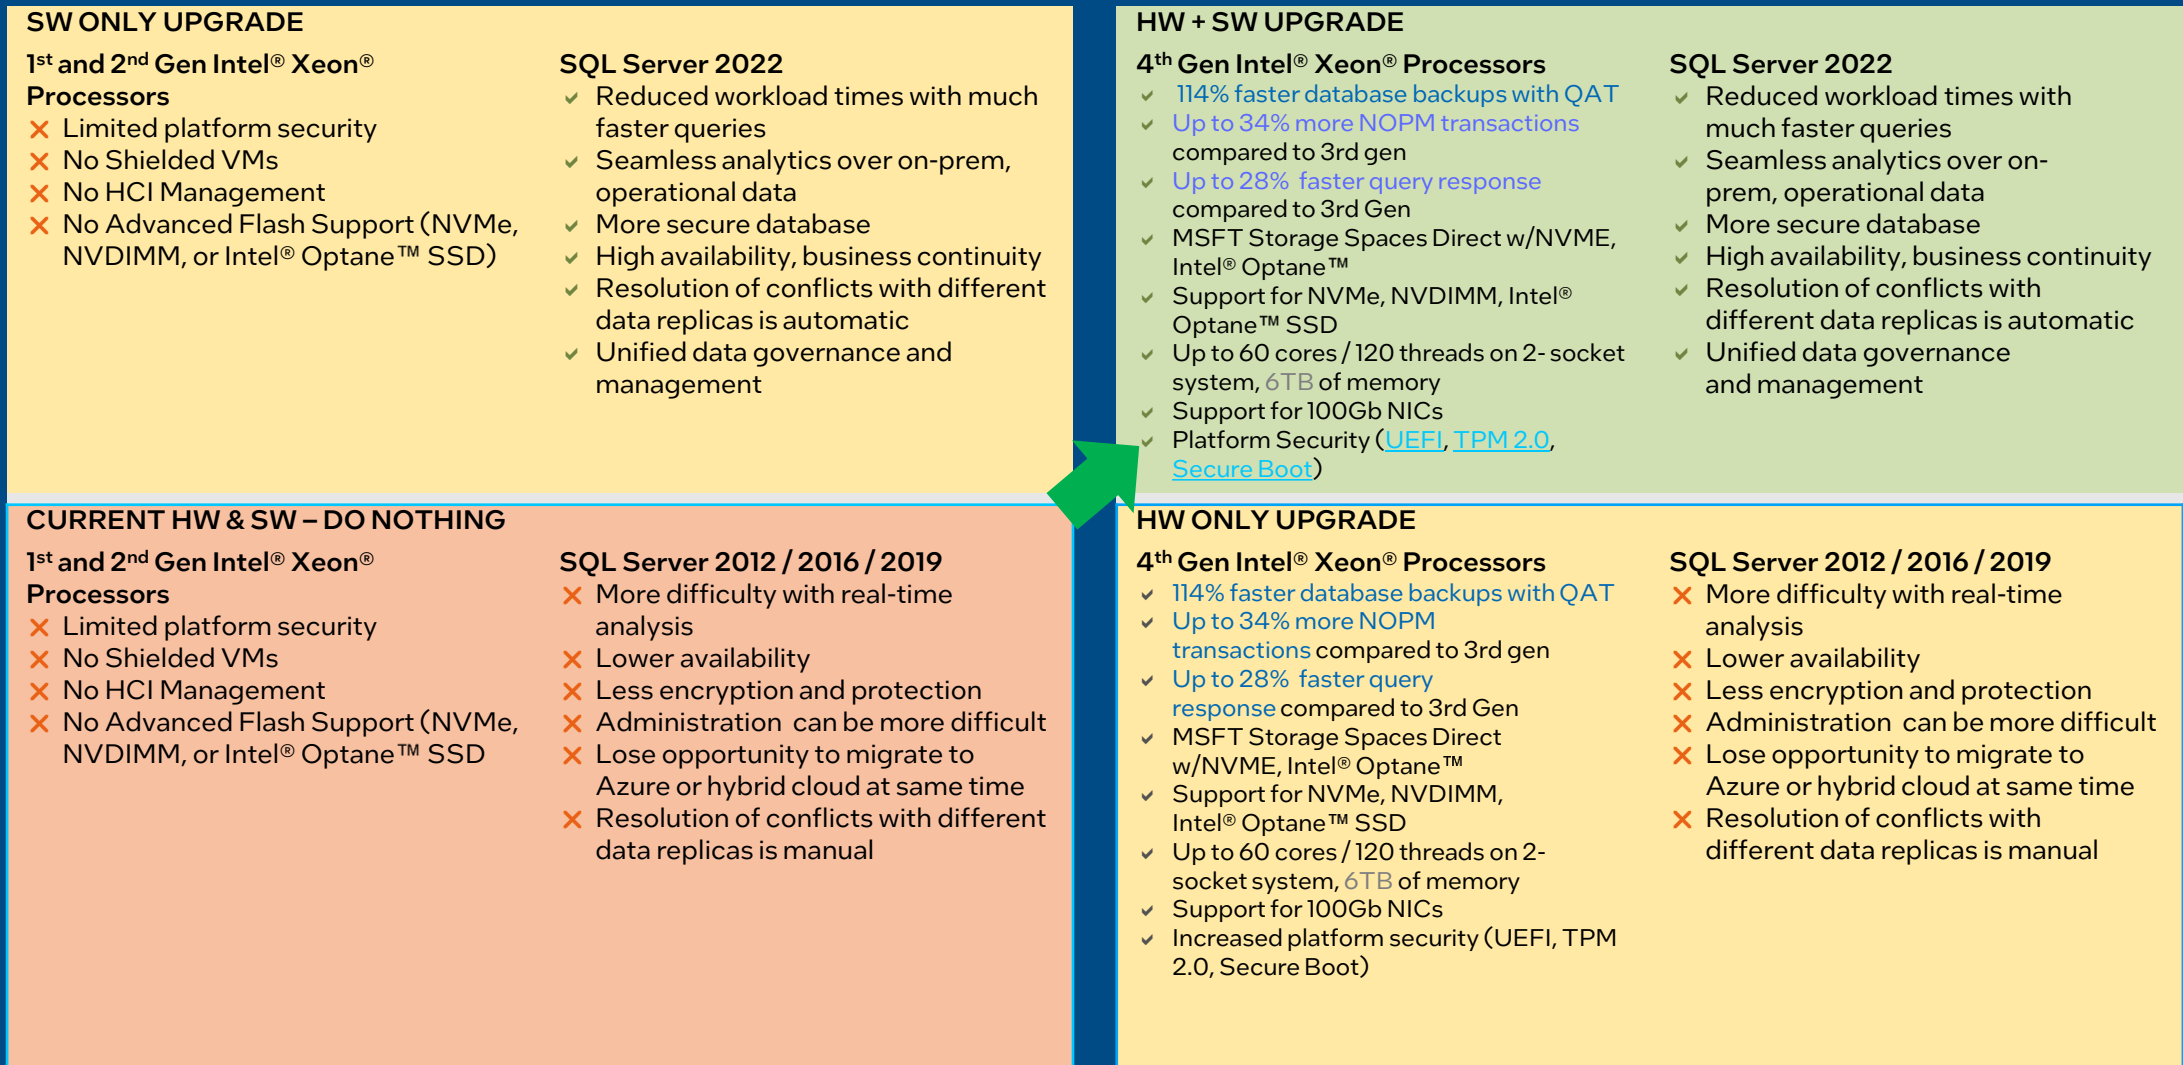 SW ONLY UPGRADE
1st and 2nd Gen Intel® Xeon®
Processors
Limited platform security
No Shielded VMs
No HCI Management
No Advanced Flash Support (NVMe,
NVDIMM, or Intel® Optane™ SSD)
SQL Server 2022
Reduced workload times with much
faster queries
Seamless analytics over on-prem,
operational data
More secure database
High availability, business continuity
Resolution of conflicts with different
data replicas is automatic
Unified data governance and
management
HW + SW UPGRADE
4th Gen Intel® Xeon® Processors
114% faster database backups with QAT
Up to 34% more NOPM transactions
compared to 3rd gen
Up to 28% faster query response
compared to 3rd Gen
MSFT Storage Spaces Direct w/NVME,
Intel® Optane™
Support for NVMe, NVDIMM, Intel®
Optane™ SSD
Up to 60 cores / 120 threads on 2- socket
system, 6TB of memory
Support for 100Gb NICs
Platform Security (UEFI, TPM 2.0,
Secure Boot)
SQL Server 2022
Reduced workload times with
much faster queries
Seamless analytics over on-
prem, operational data
More secure database
High availability, business continuity
Resolution of conflicts with
different data replicas is automatic
Unified data governance
and management
CURRENT HW & SW – DO NOTHING
1st and 2nd Gen Intel® Xeon®
Processors
Limited platform security
No Shielded VMs
No HCI Management
No Advanced Flash Support (NVMe,
NVDIMM, or Intel® Optane™ SSD
SQL Server 2012 / 2016 / 2019
More difficulty with real-time
analysis
Lower availability
Less encryption and protection
Administration can be more difficult
Lose opportunity to migrate to
Azure or hybrid cloud at same time
Resolution of conflicts with different
data replicas is manual
HW ONLY UPGRADE
4th Gen Intel® Xeon® Processors
114% faster database backups with QAT
Up to 34% more NOPM
transactions compared to 3rd gen
Up to 28% faster query
response compared to 3rd Gen
MSFT Storage Spaces Direct
w/NVME, Intel® Optane™
Support for NVMe, NVDIMM,
Intel® Optane™ SSD
Up to 60 cores / 120 threads on 2-
socket system, 6TB of memory
Support for 100Gb NICs
Increased platform security (UEFI, TPM
2.0, Secure Boot)
SQL Server 2012 / 2016 / 2019
More difficulty with real-time
analysis
Lower availability
Less encryption and protection
Administration can be more difficult
Lose opportunity to migrate to
Azure or hybrid cloud at same time
Resolution of conflicts with
different data replicas is manual